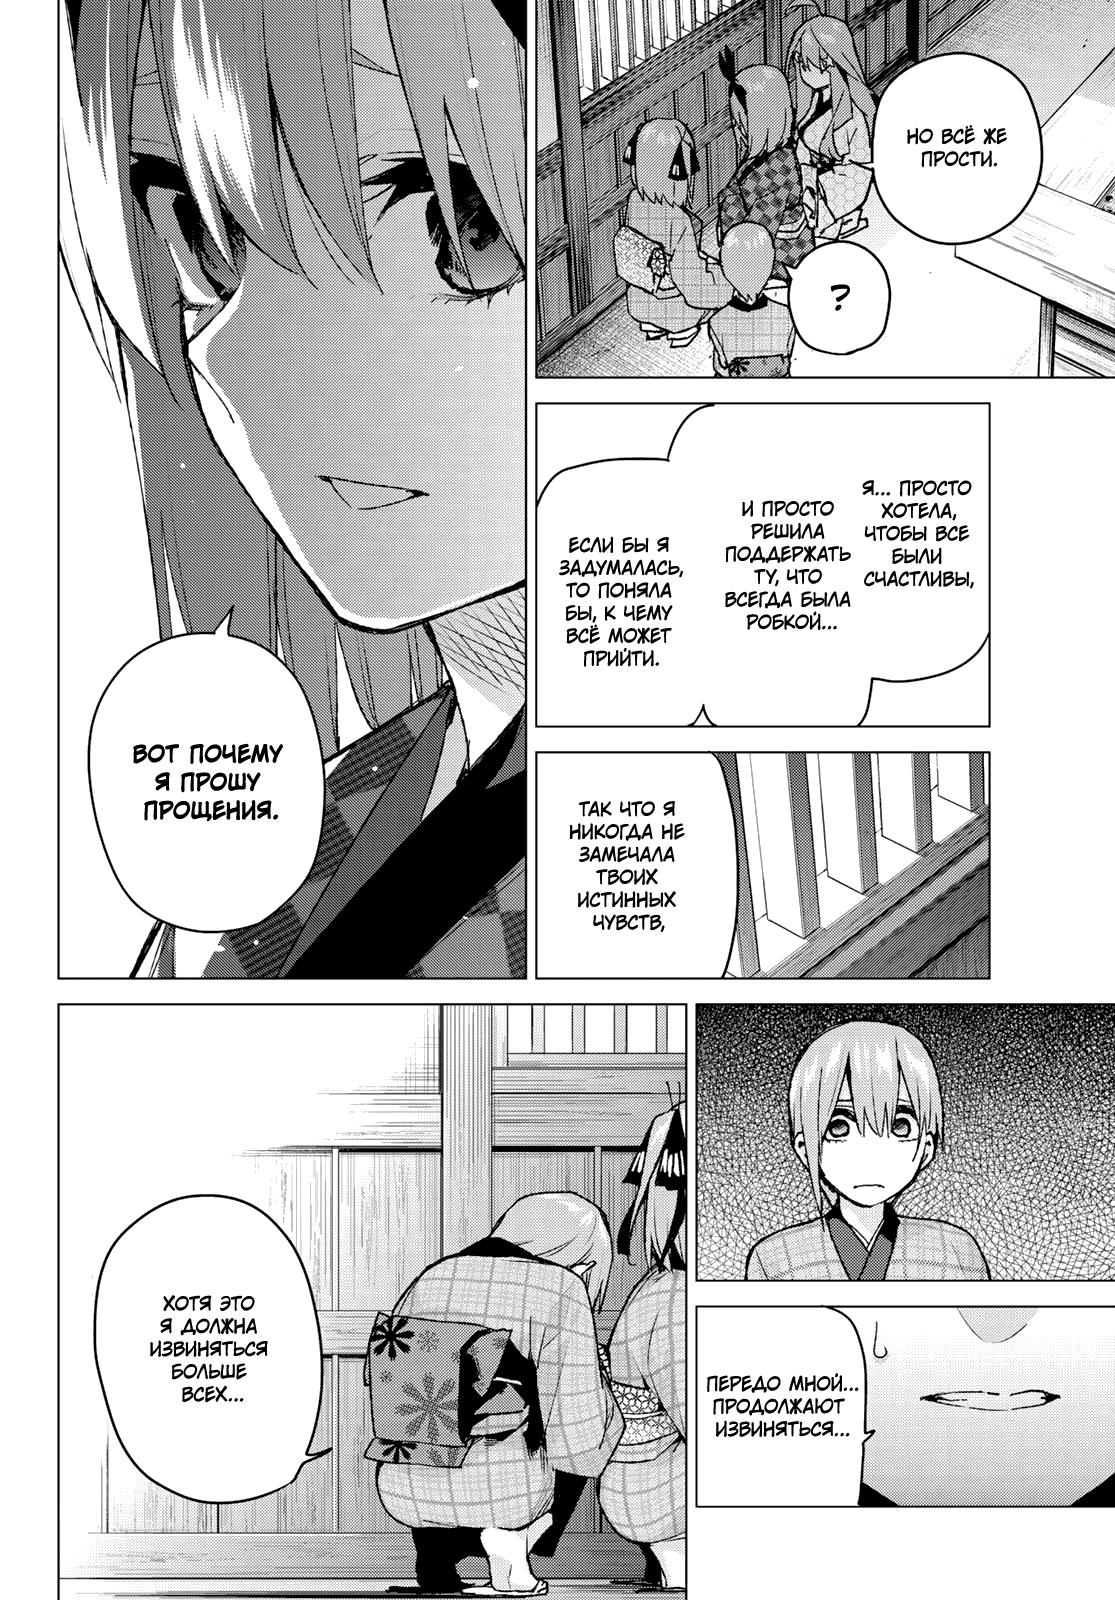 НО ВСЁ ЖЕ
ПРОСТИ.
?
Я... ПРОСТО
ХОТЕЛА,
ЧТОБЫ ВСЕ
БЫЛИ
СЧАСТЛИВЫ,
И ПРОСТО
РЕШИЛА
ПОДДЕРЖАТЬ
ТУ, ЧТО
ВСЕГДА БЫЛА
РОБКОЙ...
ЕСЛИ БЫ Я
ЗАДУМАЛАСЬ,
ТО ПОНЯЛА
БЫ, К ЧЕМУ
ВСЁ МОЖЕТ
ПРИЙТИ.
ТАК ЧТО Я
НИКОГДА НЕ
ЗАМЕЧАЛА
ТВОИХ
ИСТИННЫХ
ЧУВСТВ,
ВОТ ПОЧЕМУ
Я ПРОШУ
ПРОЩЕНИЯ.
ПЕРЕДО МНОЙ...
ПРОДОЛЖАЮТ
ИЗВИНЯТЬСЯ...
ХОТЯ ЭТО
Я ДОЛЖНА
ИЗВИНЯТЬСЯ
БОЛЬШЕ
ВСЕХ...